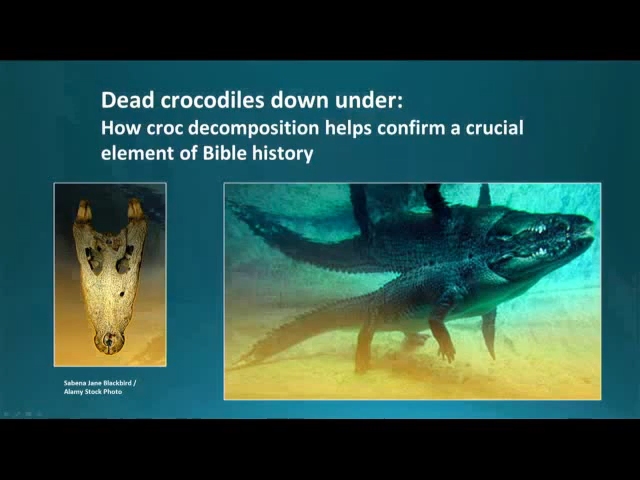 Dead crocodiles down under:
How croc decomposition helps confirm a crucial
element of Bible history
Sabena Jane Blackbird /
Alamy Stock Photo